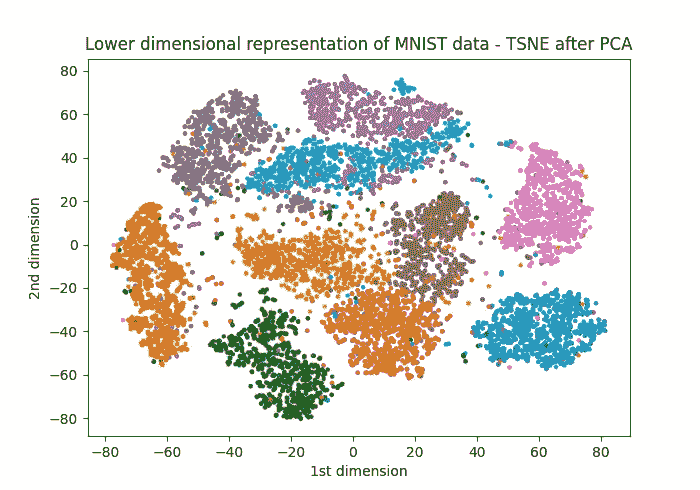 Lower dimensional representation of MNIST data - TSNE after PCA
80
60
40
20
0
−20
−40
−60
−80
2nd dimension
−80 −60 −40 −20 0 20 40 60 80
1st dimension